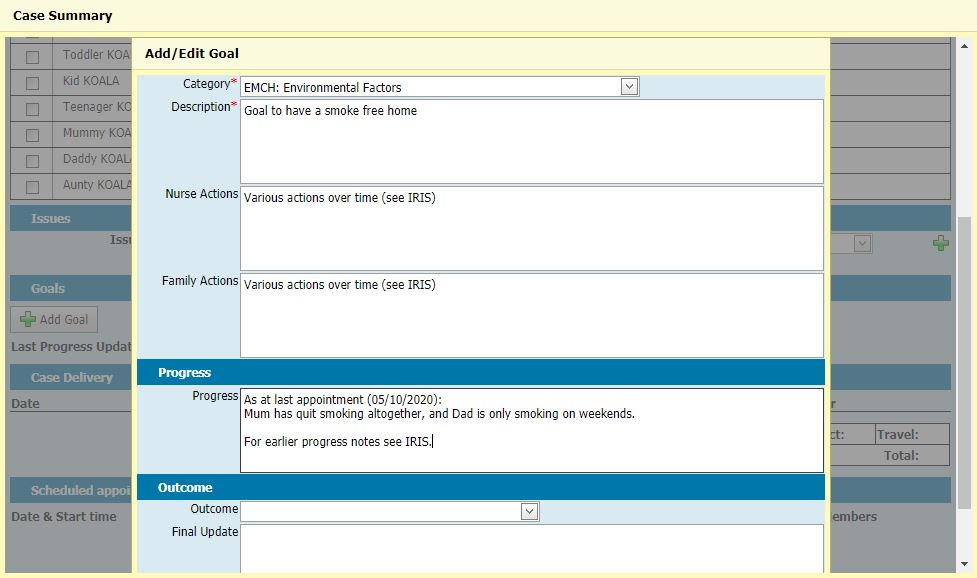 Case Summary
Add/Edit Goal
Toddler KOA
Kid KOALA
Teenager KO
Mummy KOA
Daddy KOAL
Aunty KOALA
Issues
Issu
Goals
Add Goal
Last Progress Updat
Case Delivery
Date
Scheduled appoi
Date & Start time
Category*
EMCH: Environmental Factors
Description*
Goal to have a smoke free home
Nurse Actions
Various actions over time (see IRIS)
Family Actions
Various actions over time (see IRIS)
Progress
Progress
As at last appointment (05/10/2020):
Mum has quit smoking altogether, and Dad is only smoking on weekends.
For earlier progress notes see IRIS.
Outcome
Outcome
Final Update
r
ct:
Travel:
Total:
embers